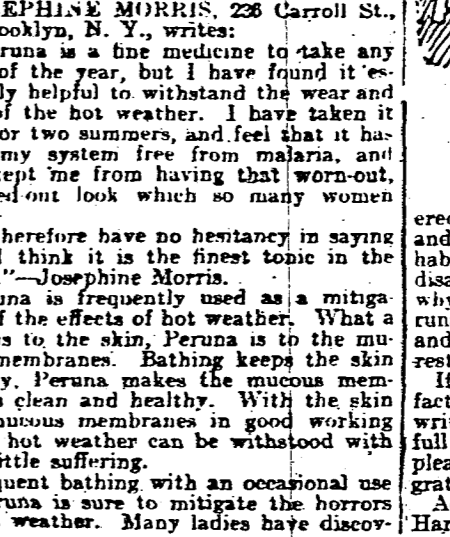 EPHINE MORRIS, 236 Carroll St.,
ooklyn, N. Y., writes:
runa is a fine medicine to take any
of the year, but I have found it es-
ly helpful to withstand the wear and
of the hot weather. I have taken it
or two summers, and feel that it has
my system free from malaria, and
ept me from having that worn-out,
ed out look which so many women
herefore have no hesitancy in saying
I think it is the finest tonic in the
"—Josephine Morris.
una is frequently used as a mitiga-
f the effects of hot weather. What a
s to the skin, Peruna is to the mu-
membranes. Bathing keeps the skin
y. Peruna makes the mucous mem-
s clean and healthy. With the skin
mucous membranes in good working
hot weather can be withstood with
ittle suffering.
quent bathing with an occasional use
runa is sure to mitigate the horrors
weather. Many ladies have discov-
ered
and
hab
disa
why
run
and
rest
If
fact
writ
full
plea
grat
A
Har